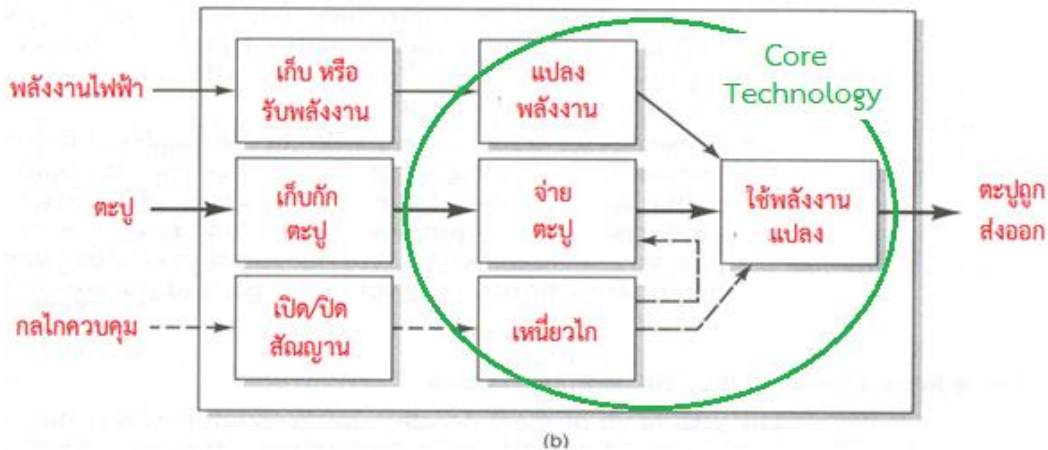 Core
Technology
พลังงานไฟฟ้า
เก็บ หรือ
รับพลังงาน
แปลง
พลังงาน
ตะปู
เก็บกัก
ตะปู
จ่าย
ตะปู
ใช้พลังงาน
แปลง
ตะปูถูก
ส่งออก
กลไกควบคุม
เปิด/ปิด
สัณญาน
เหนี่ยวไก
(b)